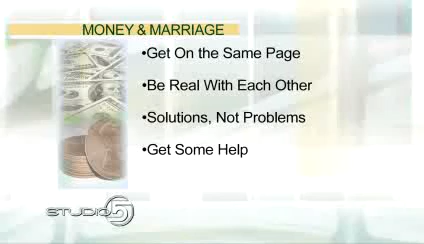 MONEY & MARRIAGE
•Get On the Same Page
•Be Real With Each Other
•Solutions, Not Problems
•Get Some Help
STUDIO 5